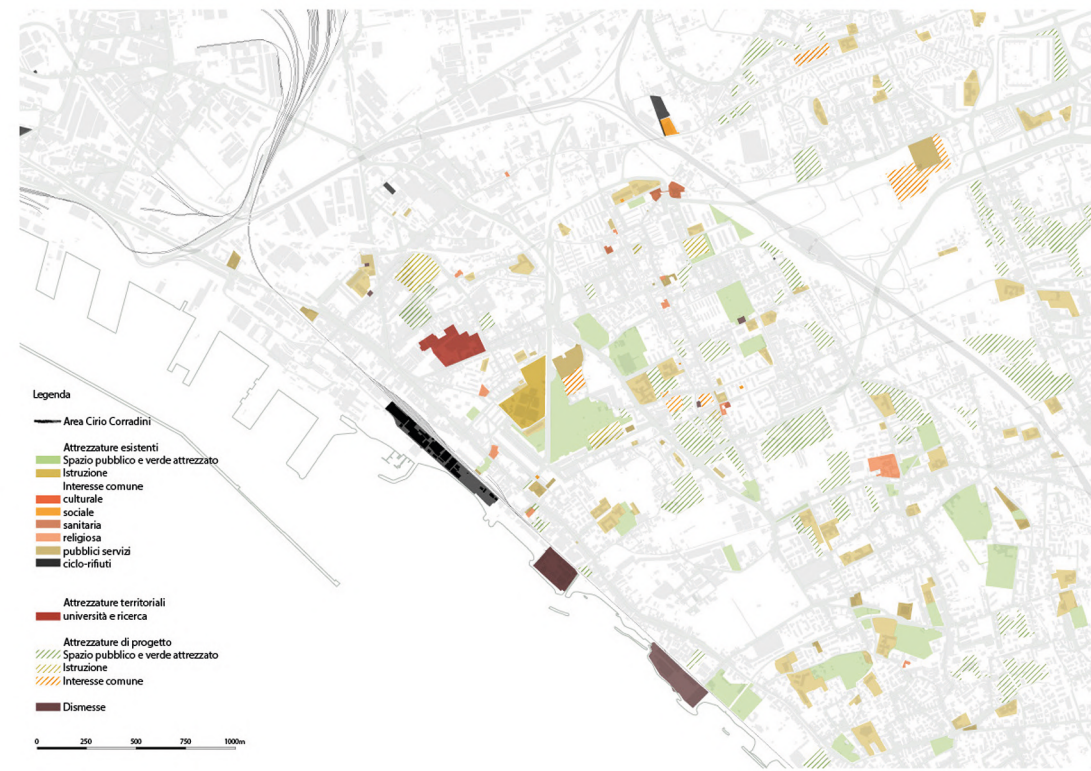 Legenda
Area Cirio Corradini
Attrezzature esistenti
Spazio pubblico e verde attrezzato
Istruzione
Interesse comune
culturale
sociale
sanitaria
religiosa
pubblici servizi
ciclo-rifiuti
Attrezzature territoriali
università e ricerca
Attrezzature di progetto
Spazio pubblico e verde attrezzato
Istruzione
Interesse comune
Dismesse
0 250 500 750 1000m